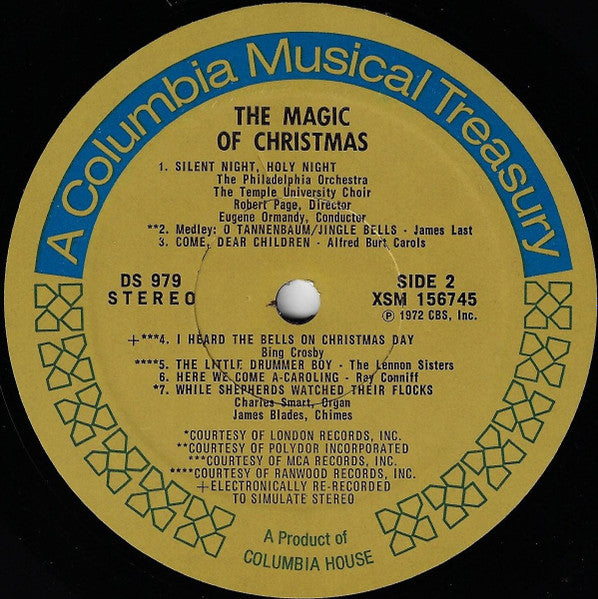 A Columbia Musical Treasury
THE MAGIC
OF CHRISTMAS
1. SILENT NIGHT, HOLY NIGHT
The Philadelphia Orchestra
The Temple University Choir
Robert Page, Director
Eugene Ormandy, Conductor
**2. Medley: O TANNENBAUM/JINGLE BELLS - James Last
3. COME, DEAR CHILDREN - Alfred Burt Carols
DS 979
STEREO
SIDE 2
XSM 156745
Ⓟ 1972 CBS, Inc.
+***4. I HEARD THE BELLS ON CHRISTMAS DAY
Bing Crosby
****5. THE LITTLE DRUMMER BOY - The Lennon Sisters
6. HERE WE COME A-CAROLING - Ray Conniff
*7. WHILE SHEPHERDS WATCHED THEIR FLOCKS
Charles Smart, Organ
James Blades, Chimes
*COURTESY OF LONDON RECORDS, INC.
**COURTESY OF POLYDOR INCORPORATED
***COURTESY OF MCA RECORDS, INC.
****COURTESY OF RANWOOD RECORDS, INC.
+ELECTRONICALLY RE-RECORDED
TO SIMULATE STEREO
A Product of
COLUMBIA HOUSE